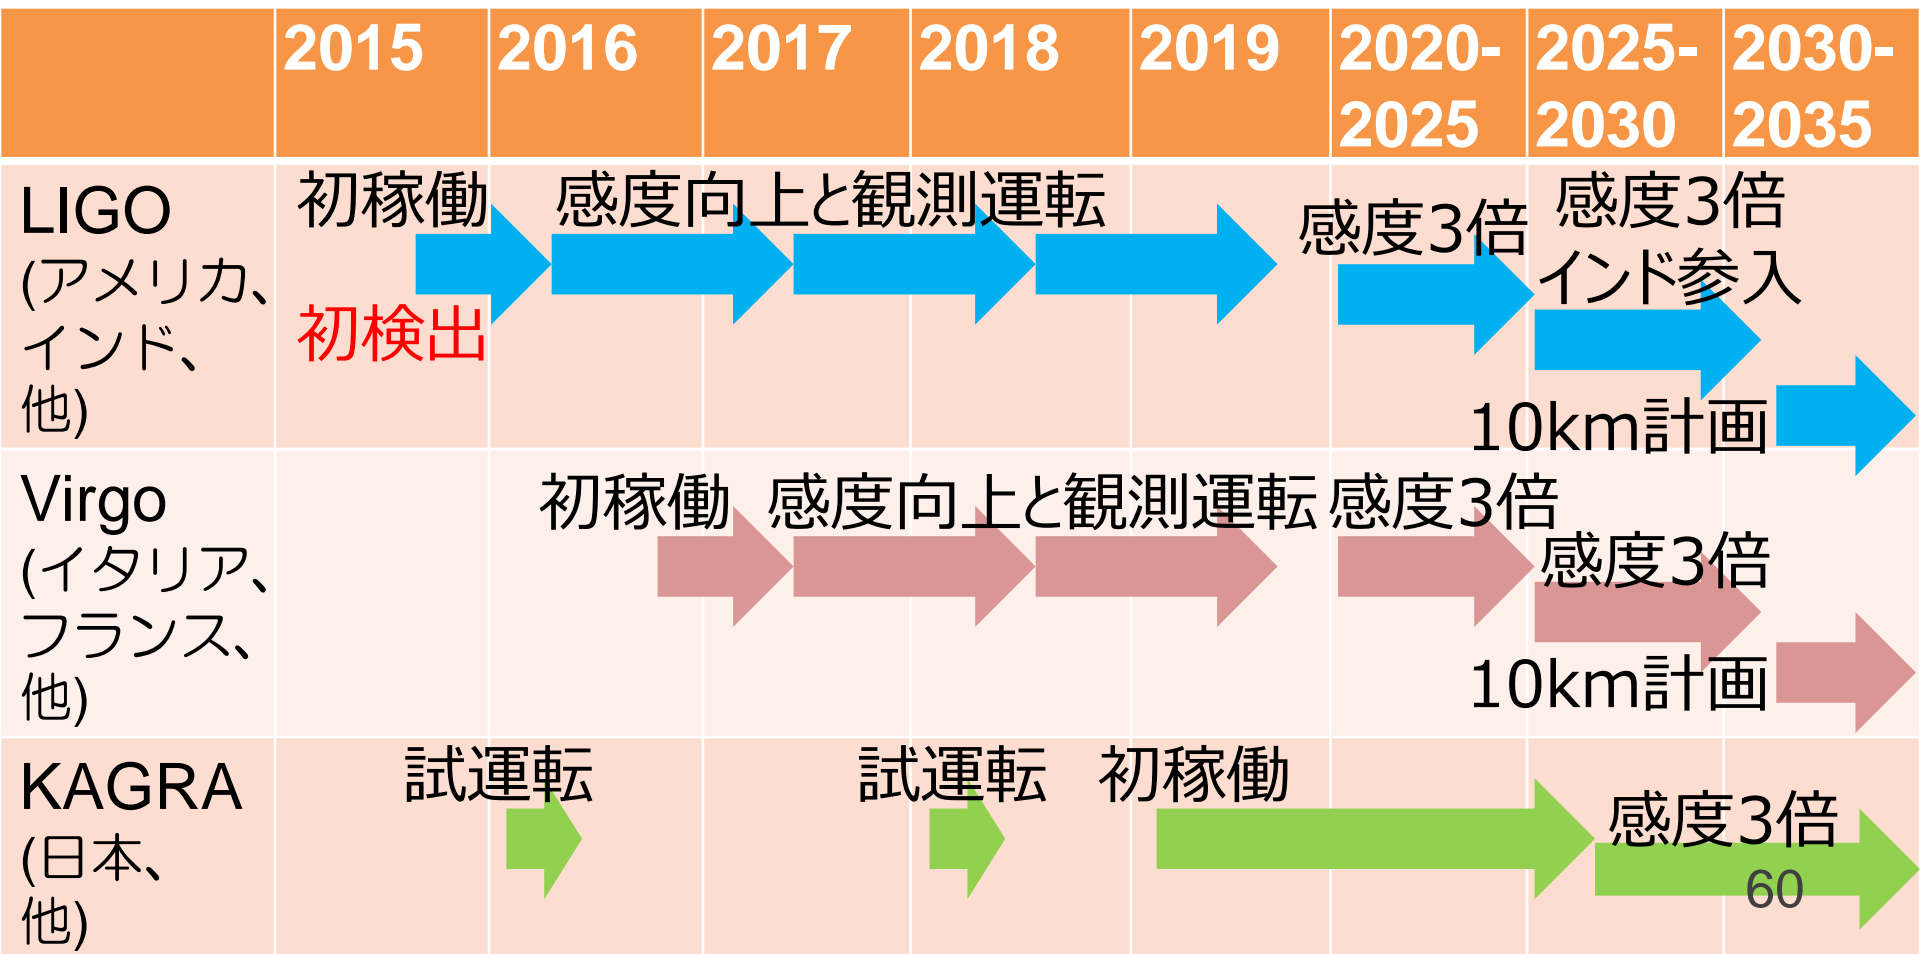 2015 2016 2017 2018 2019 2020-2025 2025-2030 2030-2035
LIGO
(アメリカ、
インド、
他)
初稼働
初検出
感度向上と観測運転
感度3倍
感度3倍
インド参入
10km計画
Virgo
(イタリア、
フランス、
他)
初稼働
感度向上と観測運転
感度3倍
感度3倍
10km計画
KAGRA
(日本、
他)
試運転
試運転
初稼働
感度3倍
60